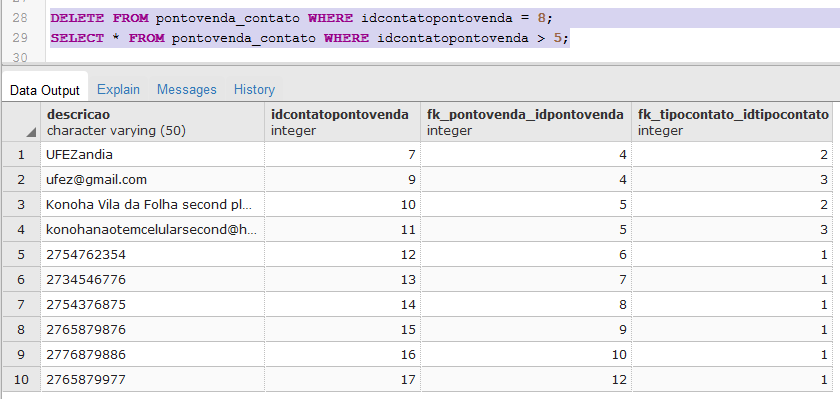 27
28 DELETE FROM pontovenda_contato WHERE idcontatopontovenda = 8;
29 SELECT * FROM pontovenda_contato WHERE idcontatopontovenda > 5;
30
Data Output Explain Messages History
descricao idcontatopontovenda fk_pontovenda_idpontovenda fk_tipocontato_idtipocontato
character varying (50) integer integer integer
1 UFEZandia 7 4 2
2 ufez@gmail.com 9 4 3
3 Konoha Vila da Folha second pl... 10 5 2
4 konohanaotemcelularsecond@h... 11 5 3
5 2754762354 12 6 1
6 2734546776 13 7 1
7 2754376875 14 8 1
8 2765879876 15 9 1
9 2776879886 16 10 1
10 2765879977 17 12 1